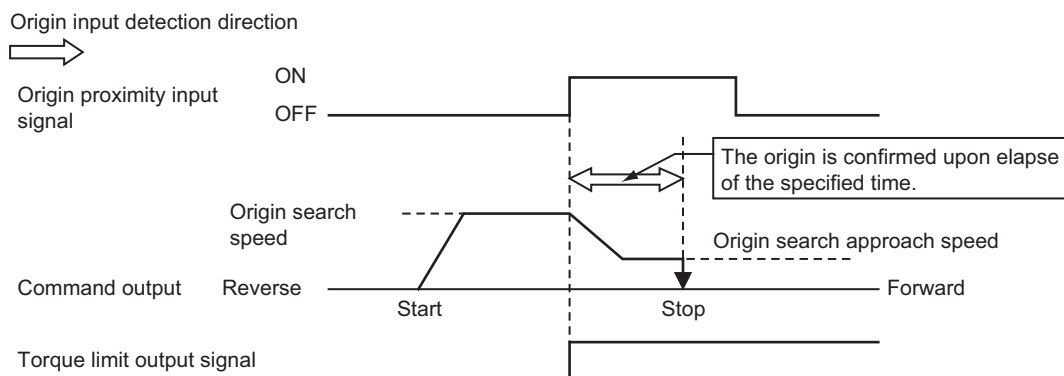 Origin input detection direction
ON
Origin proximity input
signal
OFF
The origin is confirmed upon elapse
of the specified time.
Origin search
speed
Origin search approach speed
Command output
Reverse
Forward
Start
Stop
Torque limit output signal